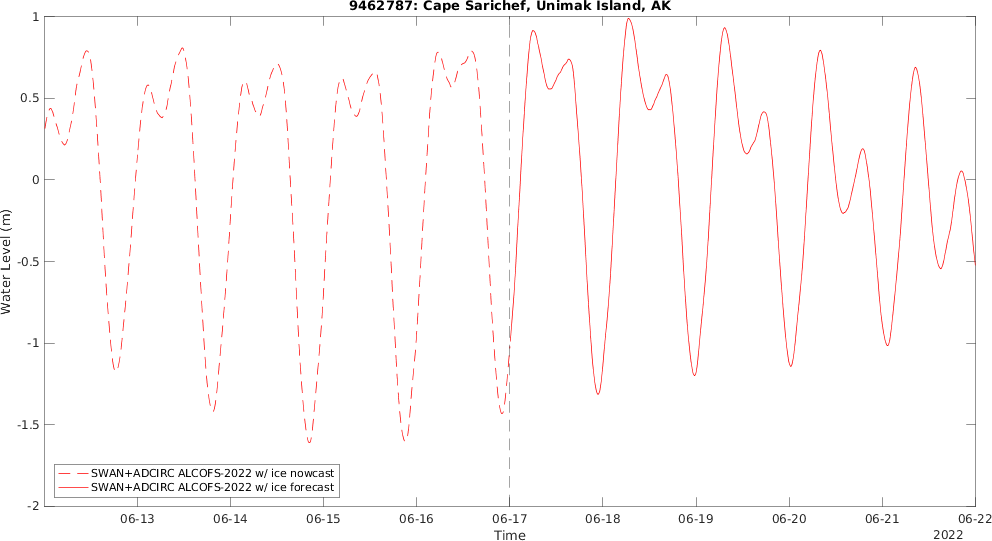 9462787: Cape Sarichef, Unimak Island, AK
1
0.5
0
-0.5
-1
-1.5
-2
Water Level (m)
SWAN+ADCIRC ALCOFS-2022 w/ ice nowcast
SWAN+ADCIRC ALCOFS-2022 w/ ice forecast
06-13 06-14 06-15 06-16 06-17 06-18 06-19 06-20 06-21 06-22
Time
2022